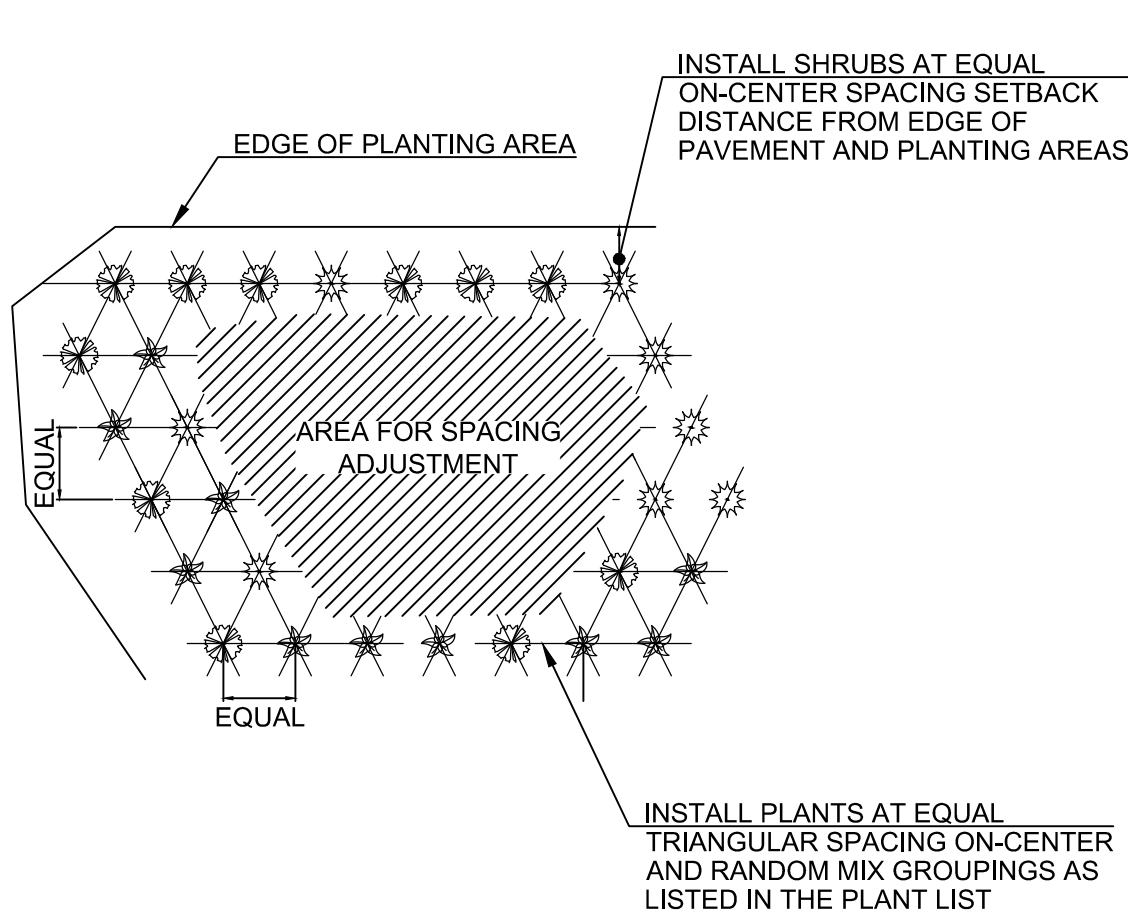 INSTALL SHRUBS AT EQUAL
ON-CENTER SPACING SETBACK
DISTANCE FROM EDGE OF
PAVEMENT AND PLANTING AREAS
EDGE OF PLANTING AREA
AREA FOR SPACING
ADJUSTMENT
EQUAL
EQUAL
INSTALL PLANTS AT EQUAL
TRIANGULAR SPACING ON-CENTER
AND RANDOM MIX GROUPINGS AS
LISTED IN THE PLANT LIST